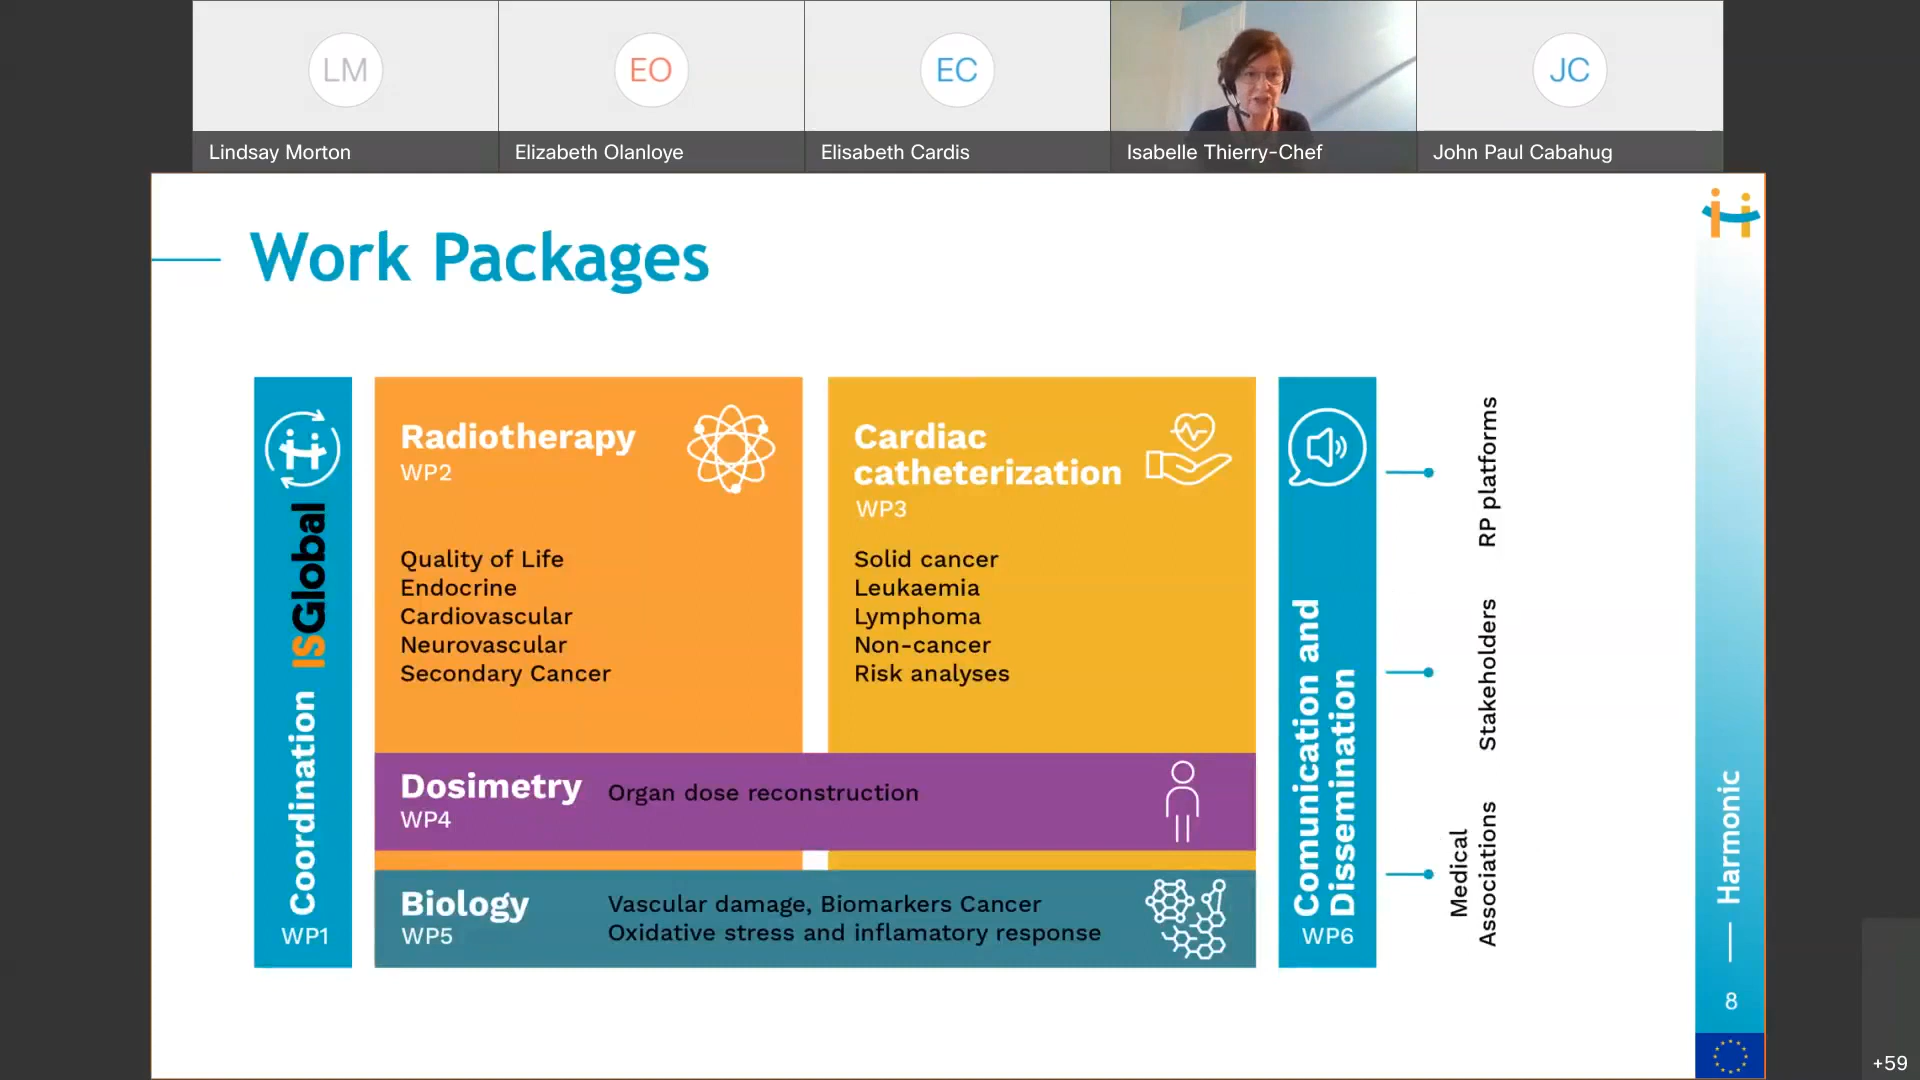 LM
EO
EC
JC
Lindsay Morton
Elizabeth Olanloye
Elisabeth Cardis
Isabelle Thierry-Chef
John Paul Cabahug
Work Packages
Coordination ISGlobal
WP1
Radiotherapy
WP2
Quality of Life
Endocrine
Cardiovascular
Neurovascular
Secondary Cancer
Cardiac
catheterization
WP3
Solid cancer
Leukaemia
Lymphoma
Non-cancer
Risk analyses
Dosimetry
WP4
Organ dose reconstruction
Biology
WP5
Vascular damage, Biomarkers Cancer
Oxidative stress and inflamatory response
Comunication and
Dissemination
WP6
RP platforms
Stakeholders
Medical
Associations
Harmonic
8
+59